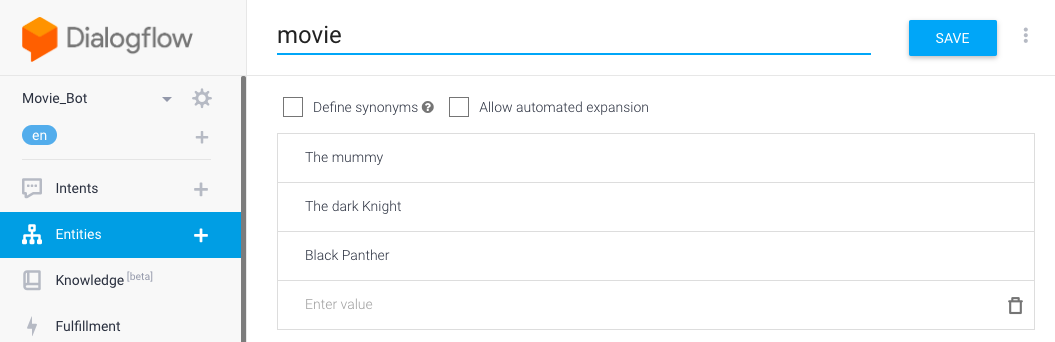 Dialogflow
movie
SAVE
Movie_Bot
en
Define synonyms ?
Allow automated expansion
Intents
Entities
Knowledge [beta]
Fulfillment
The mummy
The dark Knight
Black Panther
Enter value